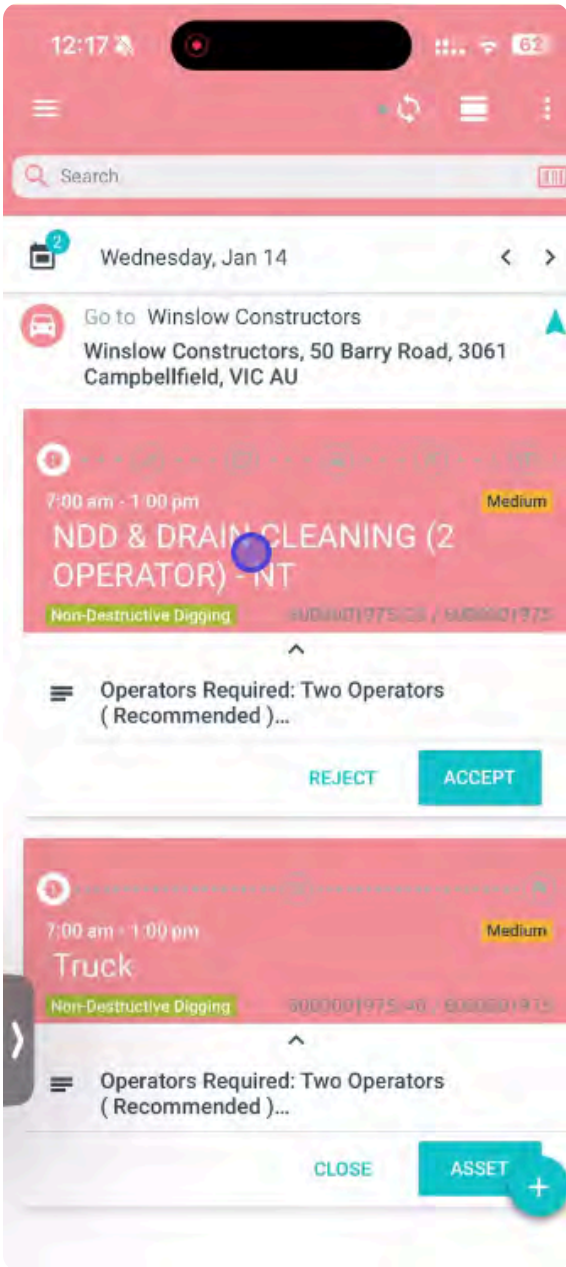 12:17
62
Search
2
Wednesday, Jan 14
Go to Winslow Constructors
Winslow Constructors, 50 Barry Road, 3061
Campbellfield, VIC AU
7:00 am - 1:00 pm
Medium
NDD & DRAIN CLEANING (2
OPERATOR) - NT
Non-Destructive Digging
Operators Required: Two Operators
( Recommended )...
REJECT
ACCEPT
7:00 am - 1:00 pm
Medium
Truck
Non-Destructive Digging
Operators Required: Two Operators
( Recommended )...
CLOSE
ASSET